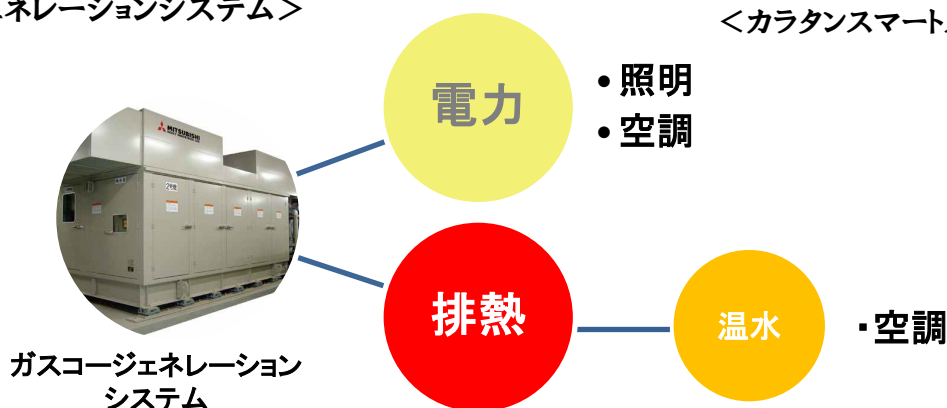 ネレーションシステム＞
＜カラタンスマート
電力
• 照明
• 空調
MITSUBISHI
排熱
温水
・空調
ガスコージェネレーション
システム